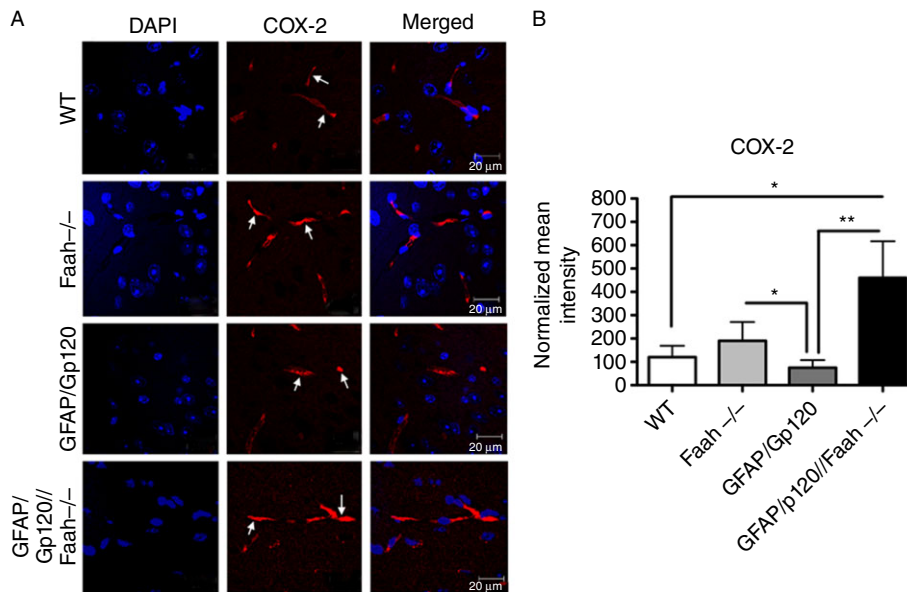 A
DAPI
COX-2
Merged
WT
20 μm
Faah–/–
20 μm
GFAP/Gp120
20 μm
GFAP/
Gp120//
Faah–/–
20 μm
B
COX-2
Normalized mean
intensity
800
700
600
500
400
300
200
100
0
*
**
*
WT
Faah –/–
GFAP/Gp120
GFAP/p120//Faah –/–